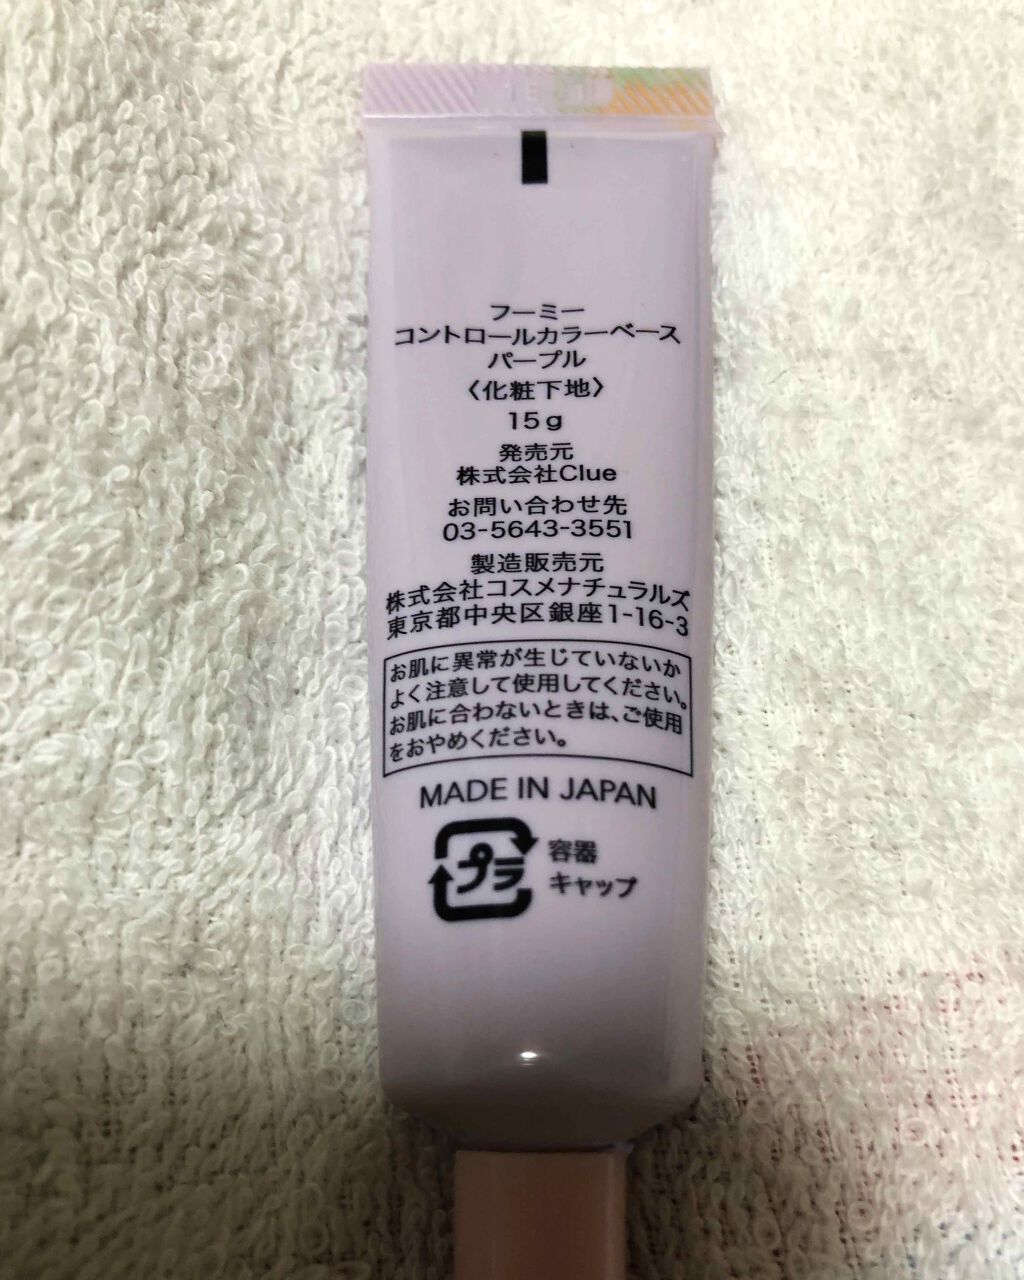 フーミー
コントロールカラーベース
パープル
〈化粧下地〉
15g
発売元
株式会社Clue
お問い合わせ先
03-5643-3551
製造販売元
株式会社コスメナチュラルズ
東京都中央区銀座1-16-3
お肌に異常が生じていないか
よく注意して使用してください。
お肌に合わないときは、ご使用
をおやめください。
MADE IN JAPAN
プラ
容器
キャップ